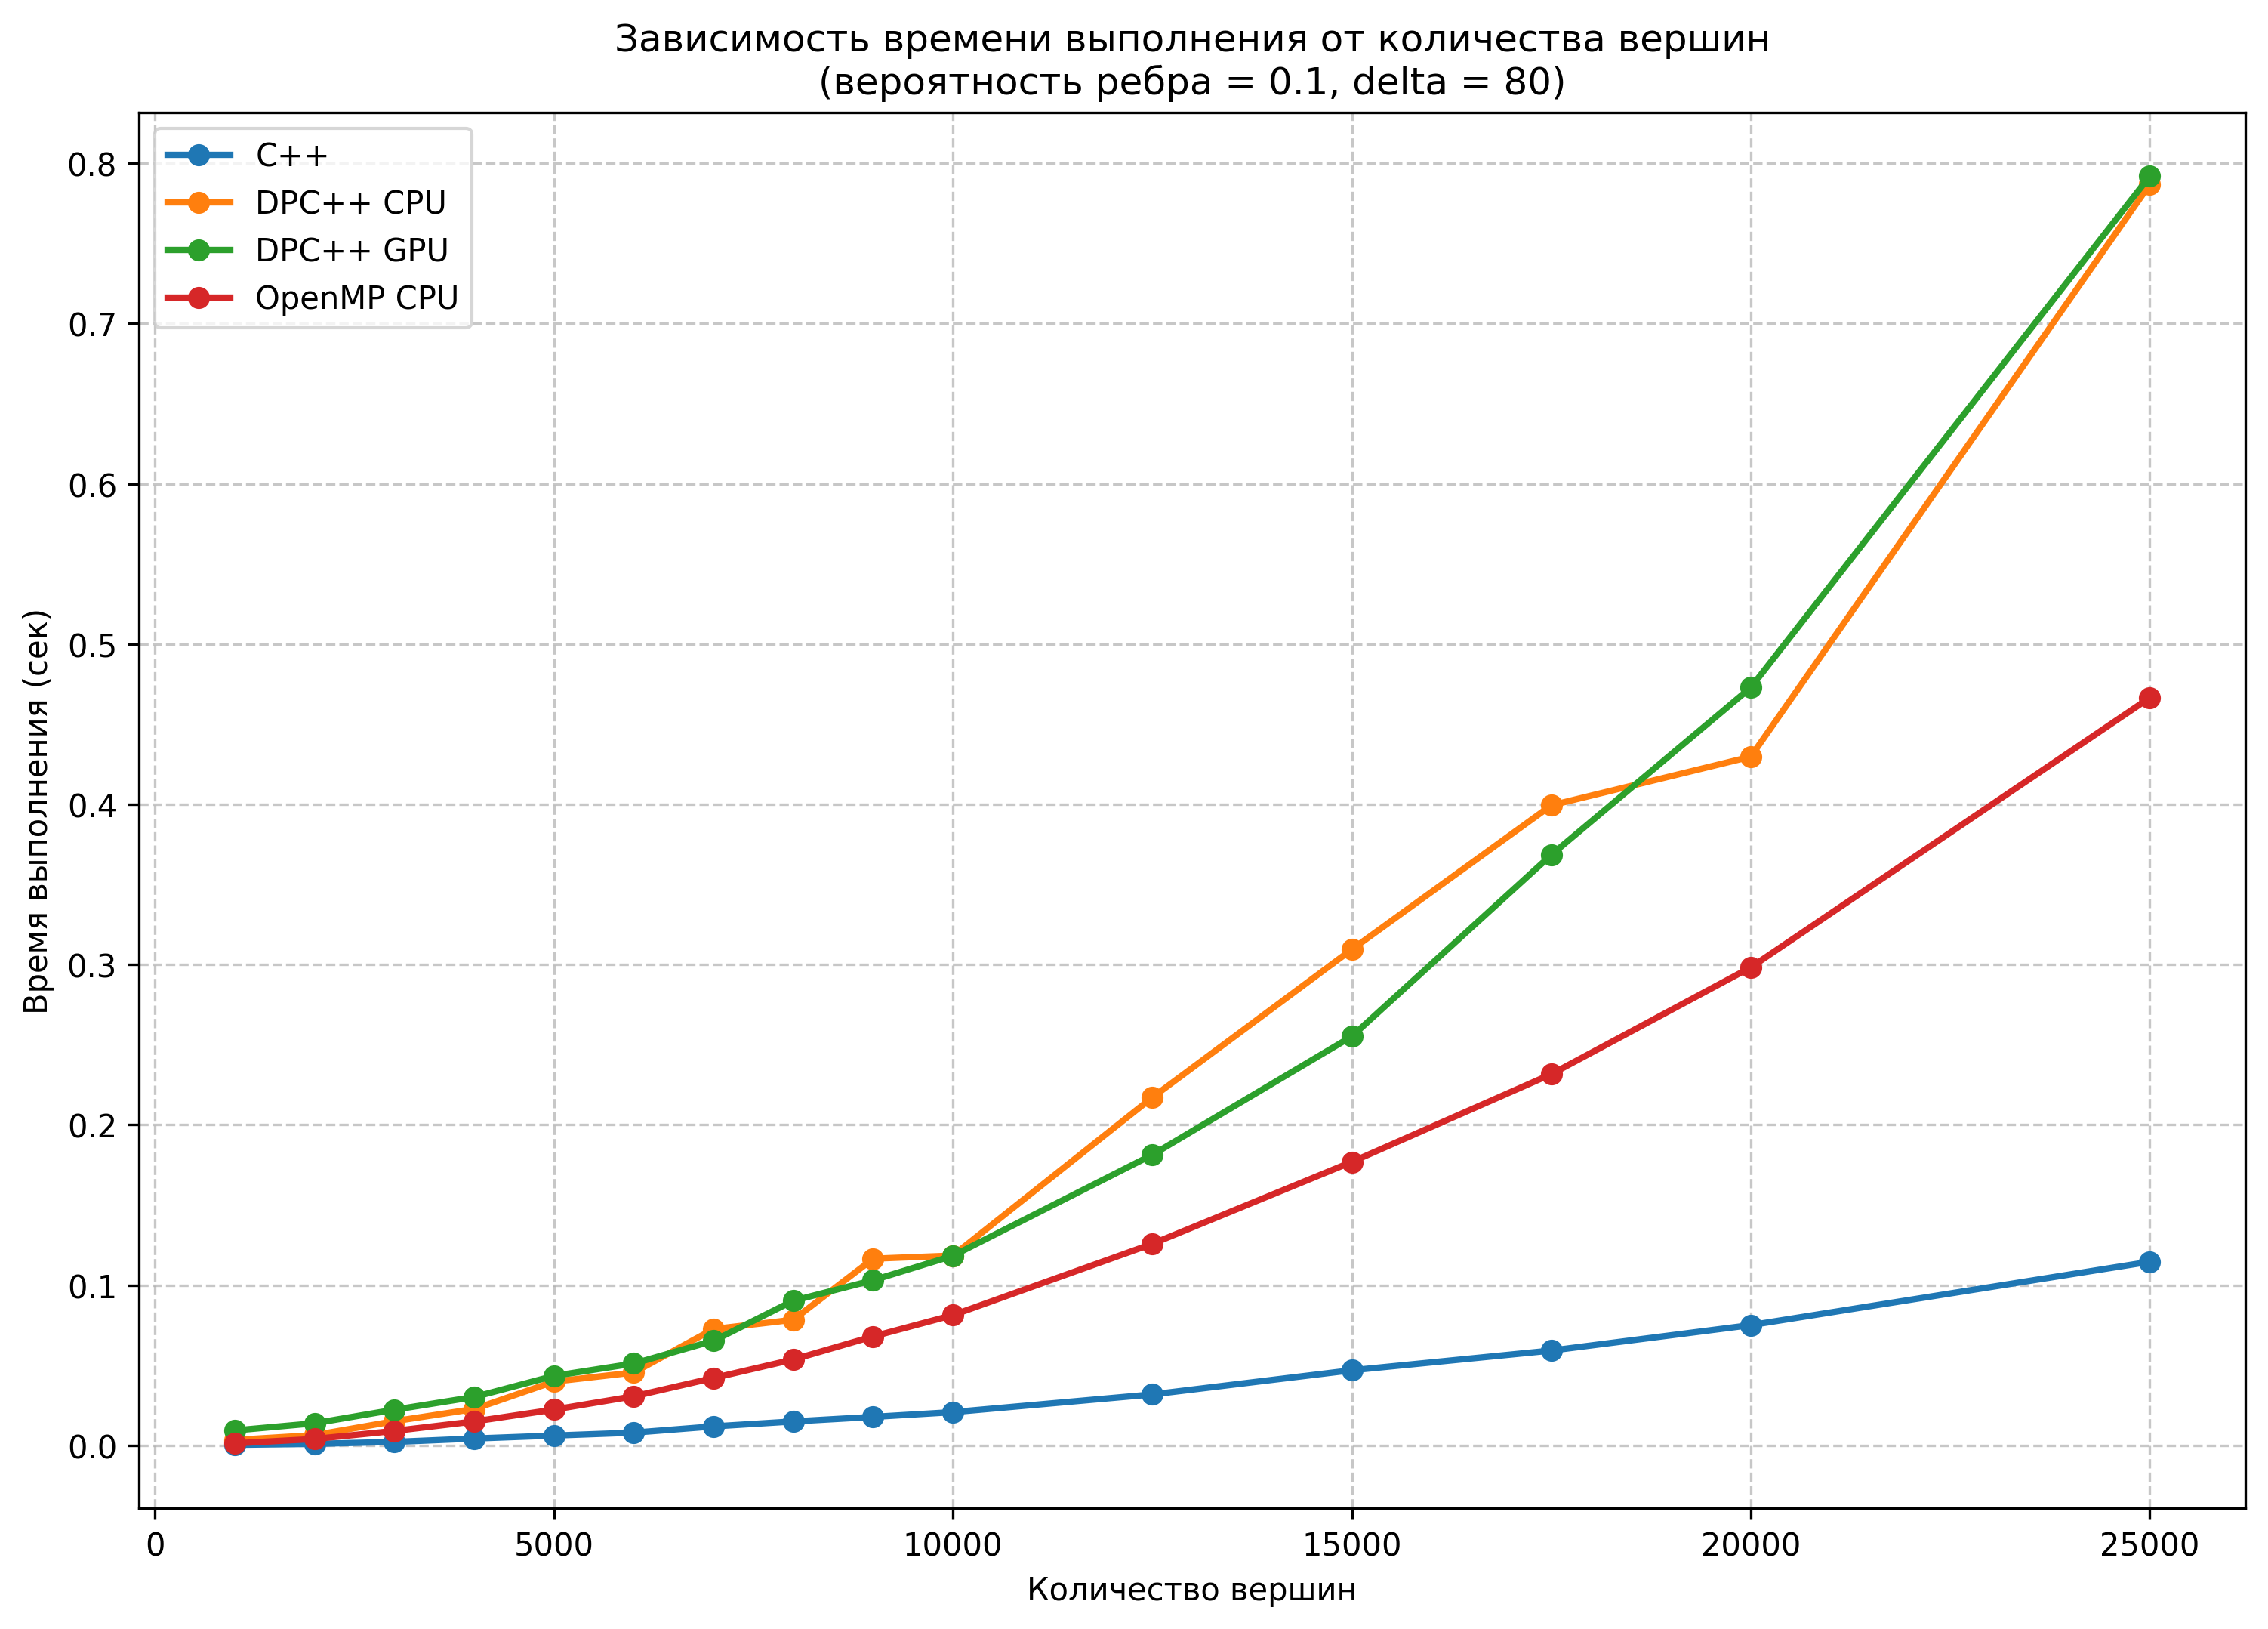 Зависимость времени выполнения от количества вершин
(вероятность ребра = 0.1, delta = 80)
C++
DPC++ CPU
DPC++ GPU
OpenMP CPU
Время выполнения (сек)
0.8
0.7
0.6
0.5
0.4
0.3
0.2
0.1
0.0
0
5000
10000
15000
20000
25000
Количество вершин